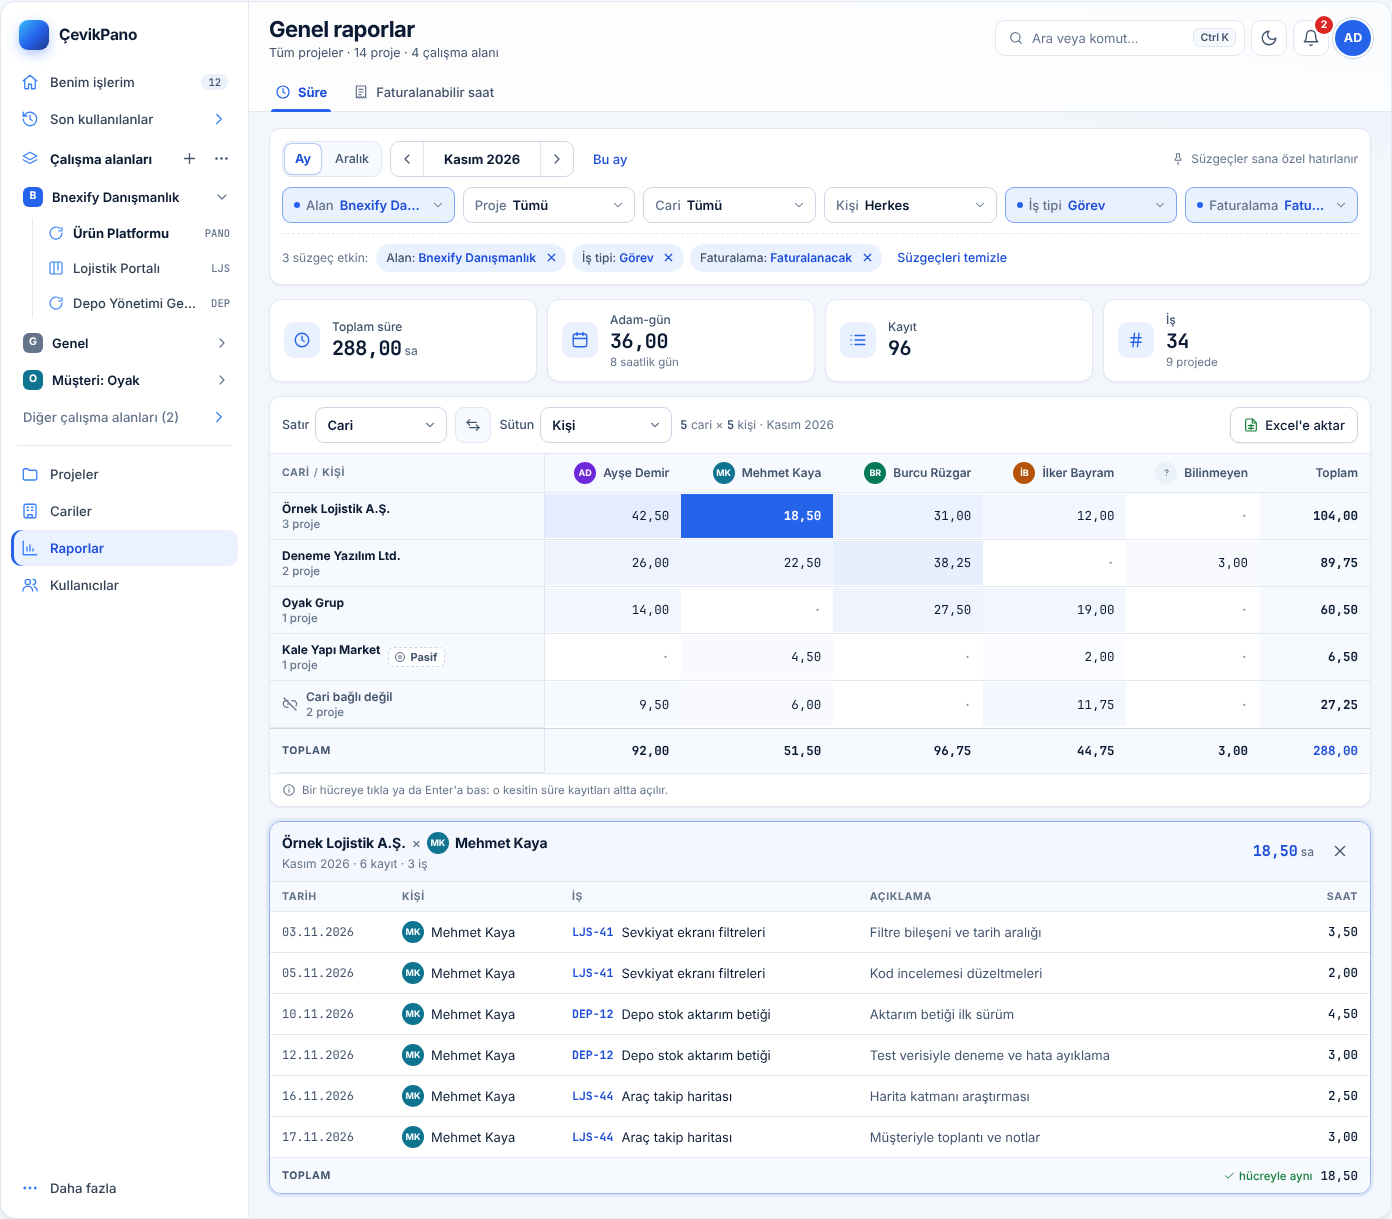 ÇevikPano
Benim işlerim 12
Son kullanılanlar
Çalışma alanları
B Bnexify Danışmanlık
Ürün Platformu PANO
Lojistik Portalı LJS
Depo Yönetimi Ge... DEP
G Genel
O Müşteri: Oyak
Diğer çalışma alanları (2)
Projeler
Cariler
Raporlar
Kullanıcılar
Daha fazla
Genel raporlar
Tüm projeler · 14 proje · 4 çalışma alanı
Ara veya komut... Ctrl K
2
AD
Süre Faturalanabilir saat
Ay Aralık Kasım 2026 Bu ay Süzgeçler sana özel hatırlanır
Alan Bnexify Da... Proje Tümü Cari Tümü Kişi Herkes İş tipi Görev Faturalama Fatu...
3 süzgeç etkin: Alan: Bnexify Danışmanlık × İş tipi: Görev × Faturalama: Faturalanacak × Süzgeçleri temizle
Toplam süre
288,00 sa
Adam-gün
36,00
8 saatlik gün
Kayıt
96
İş
34
9 projede
Satır Cari Sütun Kişi 5 cari × 5 kişi · Kasım 2026 Excel'e aktar
CARİ / KİŞİ AD Ayşe Demir MK Mehmet Kaya BR Burcu Rüzgar İB İlker Bayram ? Bilinmeyen Toplam
Örnek Lojistik A.Ş. 42,50 18,50 31,00 12,00 · 104,00
3 proje
Deneme Yazılım Ltd. 26,00 22,50 38,25 · 3,00 89,75
2 proje
Oyak Grup 14,00 · 27,50 19,00 · 60,50
1 proje
Kale Yapı Market Pasif · 4,50 · 2,00 · 6,50
1 proje
Cari bağlı değil 9,50 6,00 · 11,75 · 27,25
2 proje
TOPLAM 92,00 51,50 96,75 44,75 3,00 288,00
Bir hücreye tıkla ya da Enter'a bas: o kesitin süre kayıtları altta açılır.
Örnek Lojistik A.Ş. × MK Mehmet Kaya 18,50 sa
Kasım 2026 · 6 kayıt · 3 iş
TARİH KİŞİ İŞ AÇIKLAMA SAAT
03.11.2026 MK Mehmet Kaya LJS-41 Sevkiyat ekranı filtreleri Filtre bileşeni ve tarih aralığı 3,50
05.11.2026 MK Mehmet Kaya LJS-41 Sevkiyat ekranı filtreleri Kod incelemesi düzeltmeleri 2,00
10.11.2026 MK Mehmet Kaya DEP-12 Depo stok aktarım betiği Aktarım betiği ilk sürüm 4,50
12.11.2026 MK Mehmet Kaya DEP-12 Depo stok aktarım betiği Test verisiyle deneme ve hata ayıklama 3,00
16.11.2026 MK Mehmet Kaya LJS-44 Araç takip haritası Harita katmanı araştırması 2,50
17.11.2026 MK Mehmet Kaya LJS-44 Araç takip haritası Müşteriyle toplantı ve notlar 3,00
TOPLAM hücreyle aynı 18,50